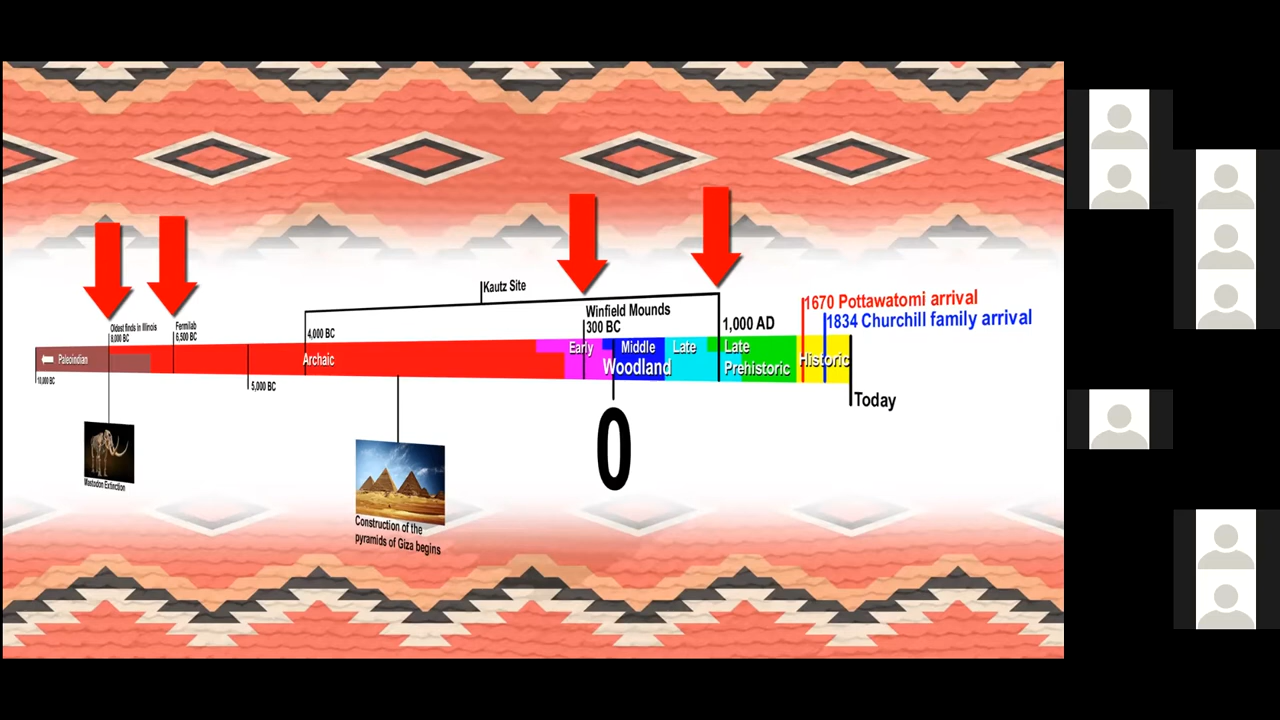 Kautz Site
1670 Pottawatomi arrival
Winfield Mounds
300 BC
1834 Churchill family arrival
1,000 AD
Oldest finds in Illinois
8,000 BC
Fermilab
6,500 BC
4,000 BC
Paleoindian
Archaic
Early
Middle
Late
Woodland
Late
Prehistoric
Historic
10,000 BC
5,000 BC
Today
0
Mastodon Extinction
Construction of the
pyramids of Giza begins